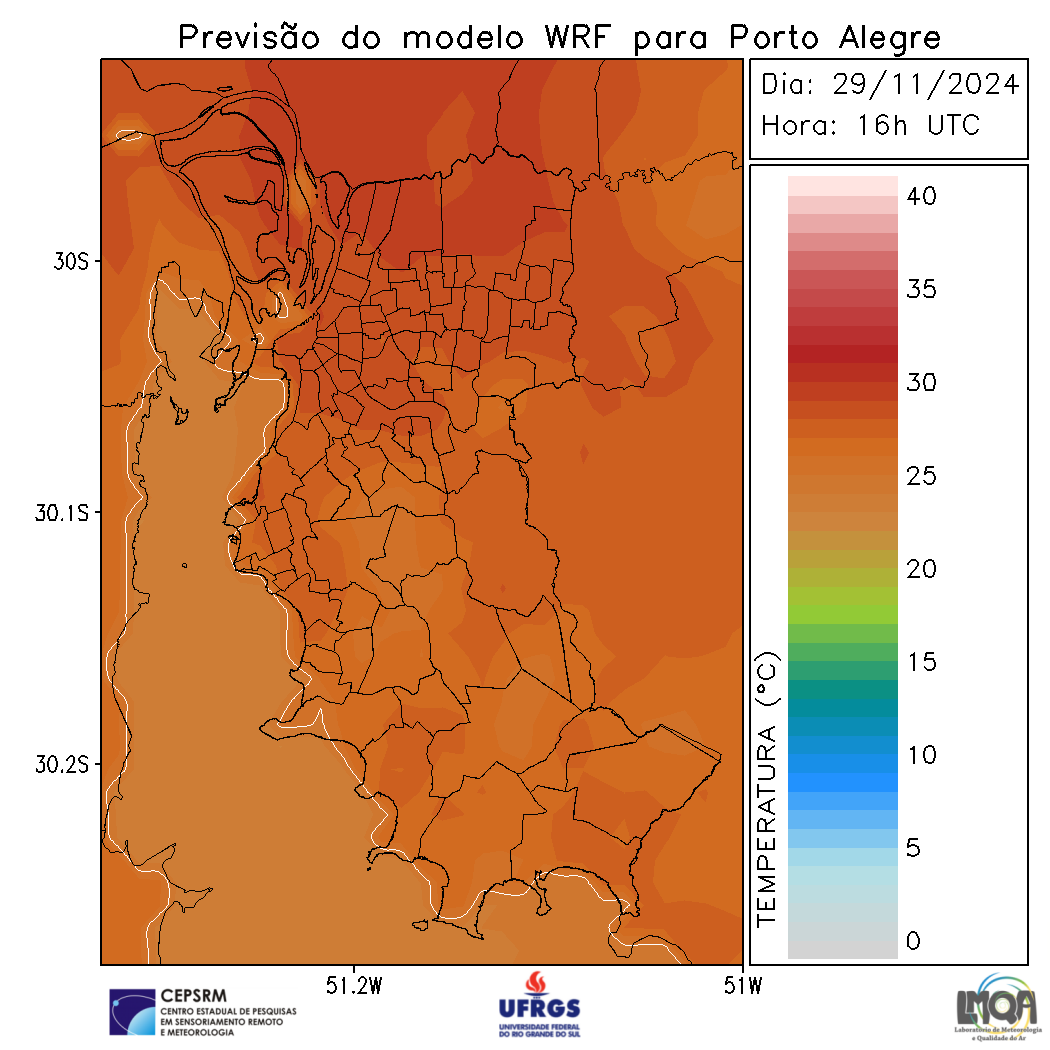 Previsão do modelo WRF para Porto Alegre
Dia: 29/11/2024
Hora: 16h UTC
40
35
30
25
20
15
10
5
0
TEMPERATURA (°C)
30S
30.1S
30.2S
51.2W
51W
CEPSRM
CENTRO ESTADUAL DE PESQUISAS
EM SENSORIAMENTO REMOTO
E METEOROLOGIA
UFRGS
UNIVERSIDADE FEDERAL
DO RIO GRANDE DO SUL
LMQA
Laboratório de Meteorologia
e Qualidade do Ar